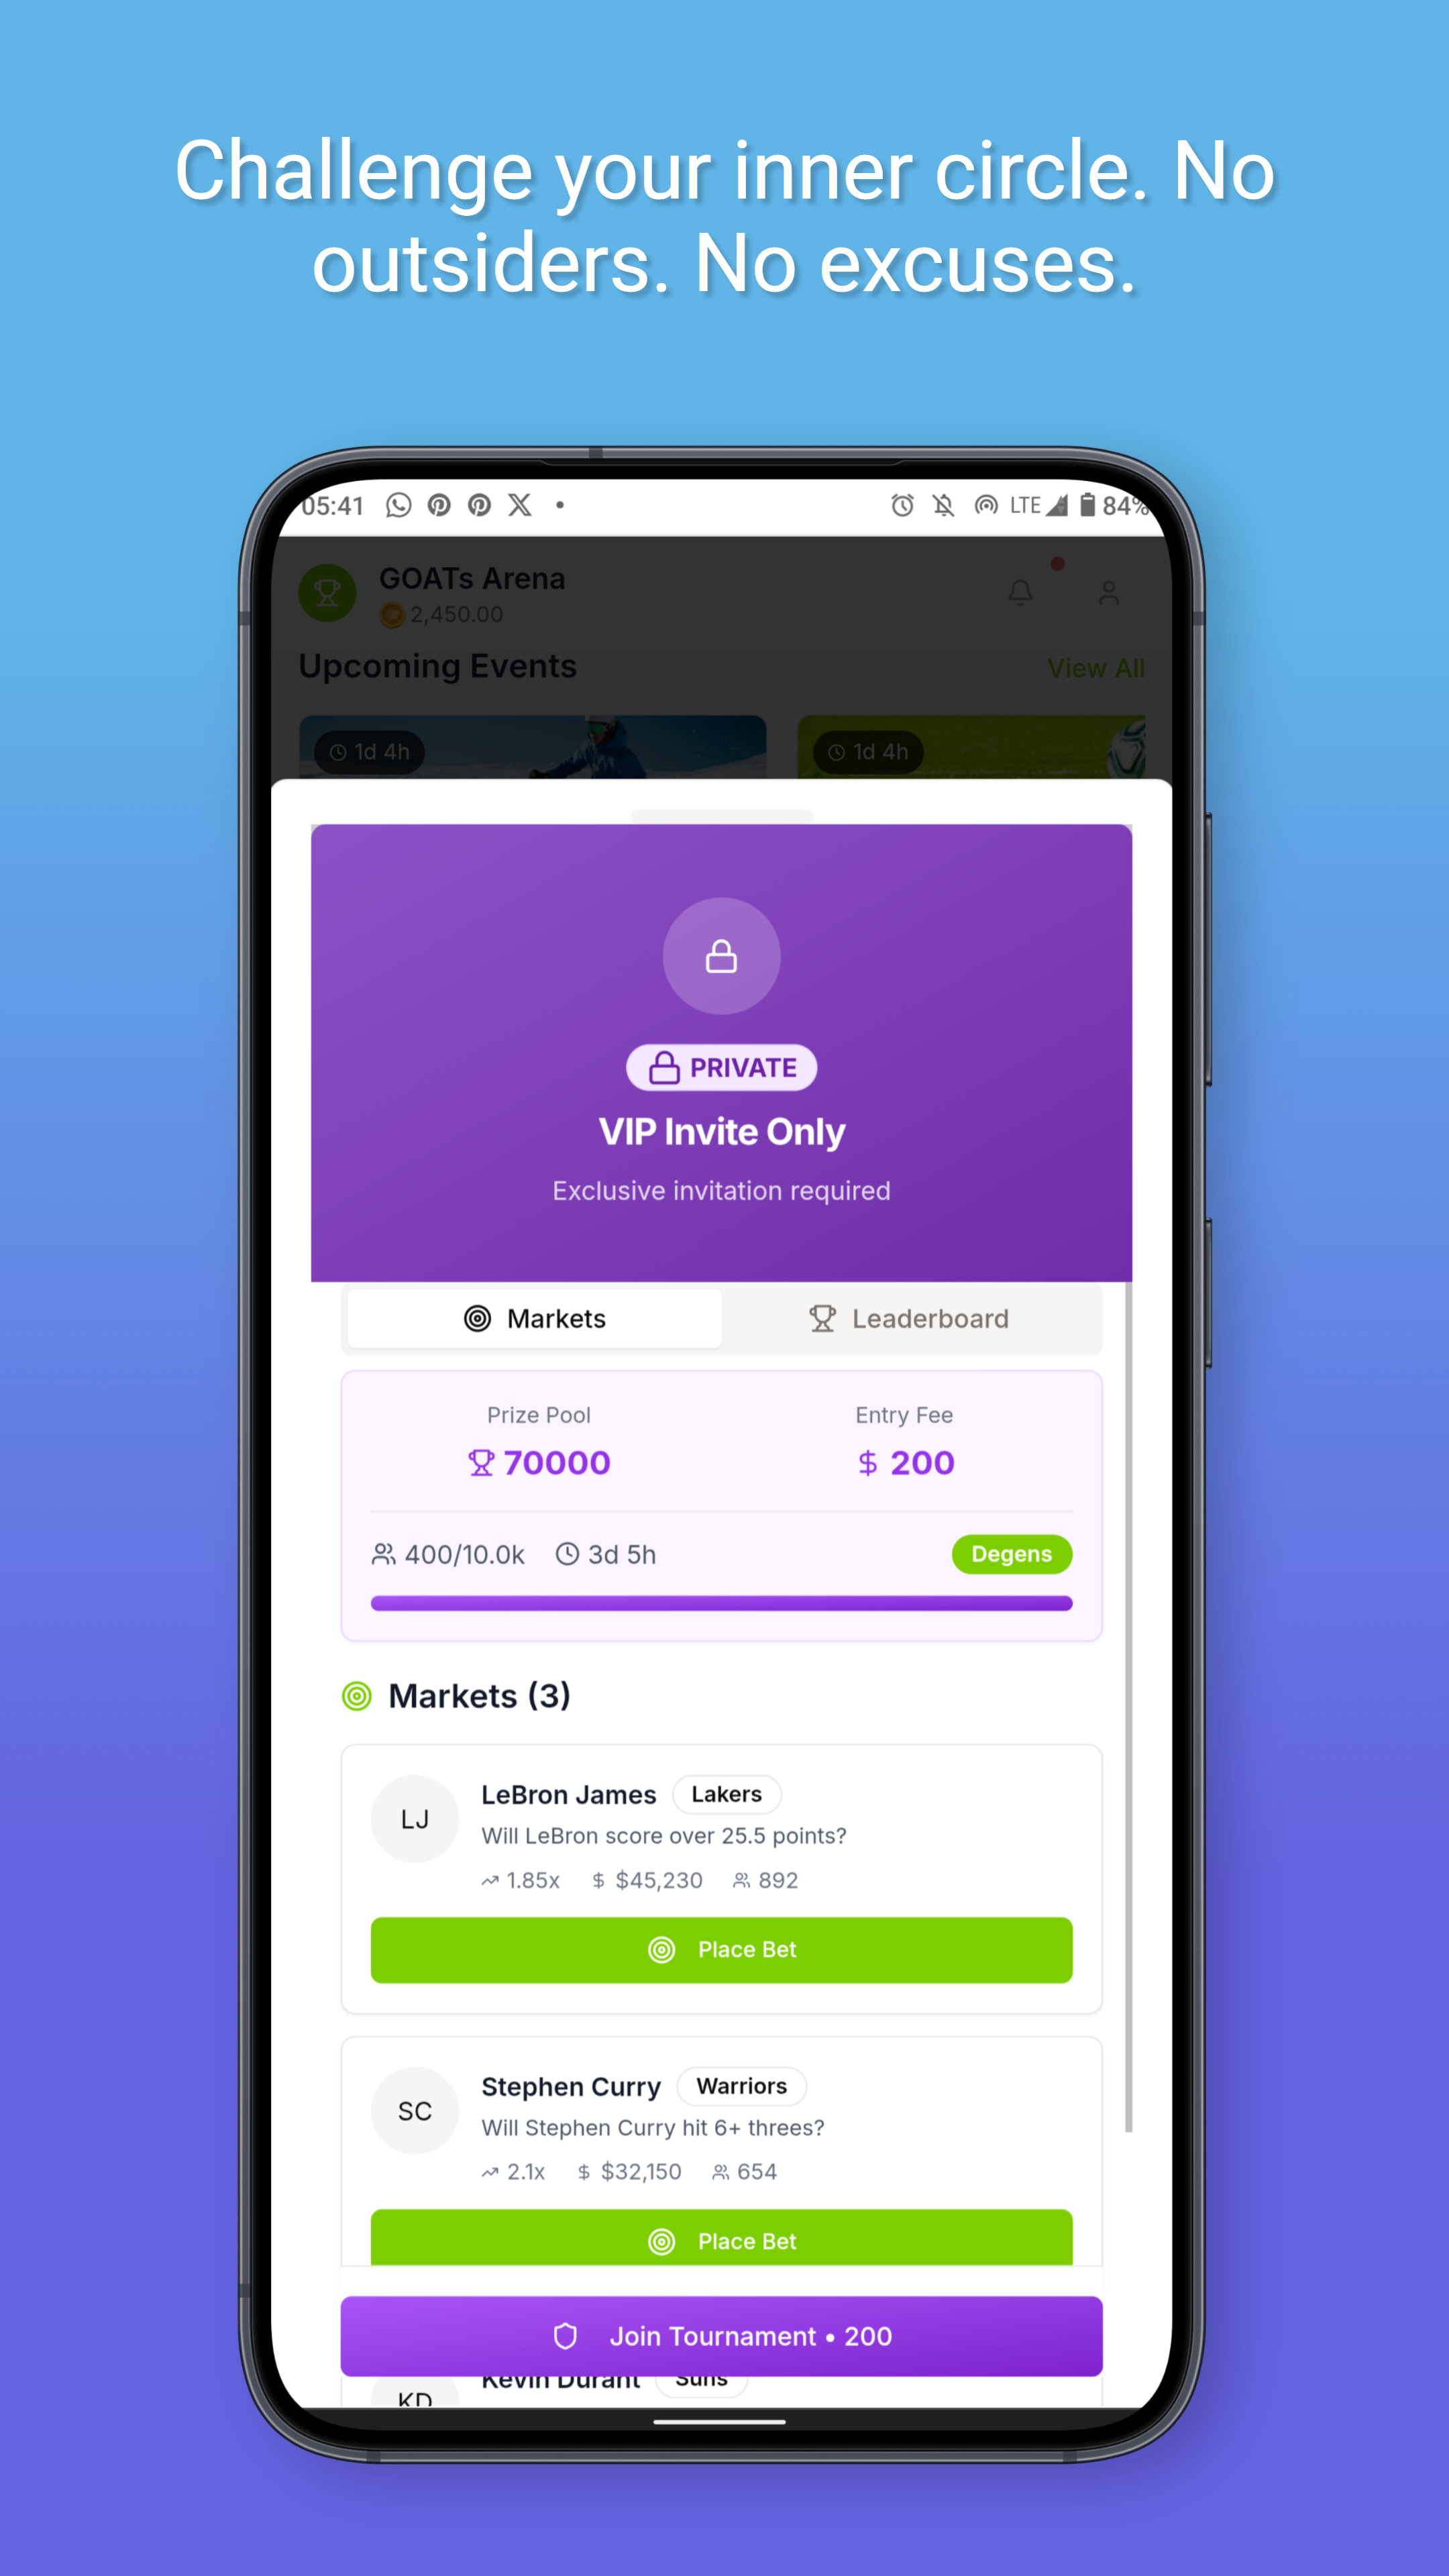 Challenge your inner circle. No
outsiders. No excuses.
05:41
LTE
84%
GOATs Arena
2,450.00
Upcoming Events
View All
1d 4h
1d 4h
PRIVATE
VIP Invite Only
Exclusive invitation required
Markets
Leaderboard
Prize Pool
Entry Fee
70000
$ 200
400/10.0k
3d 5h
Degens
Markets (3)
LJ
LeBron James
Lakers
Will LeBron score over 25.5 points?
1.85x
$ $45,230
892
Place Bet
SC
Stephen Curry
Warriors
Will Stephen Curry hit 6+ threes?
2.1x
$ $32,150
654
Place Bet
Join Tournament • 200
KD
Kevin Durant
Suns